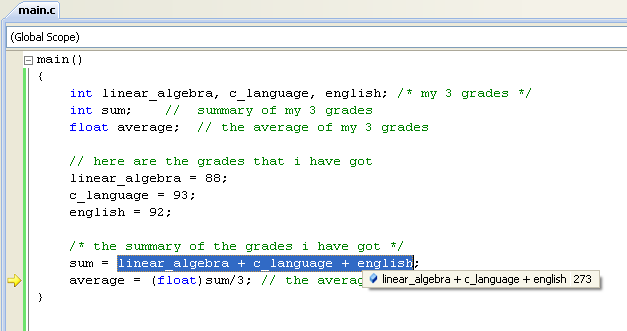 main.c
(Global Scope)
main()
{
int linear_algebra, c_language, english; /* my 3 grades */
int sum;     //  summary of my 3 grades
float average;  // the average of my 3 grades
// here are the grades that i have got
linear_algebra = 88;
c_language = 93;
english = 92;
/* the summary of the grades i have got */
sum = linear_algebra + c_language + english;
average = (float)sum/3; // the average
linear_algebra + c_language + english 273
}